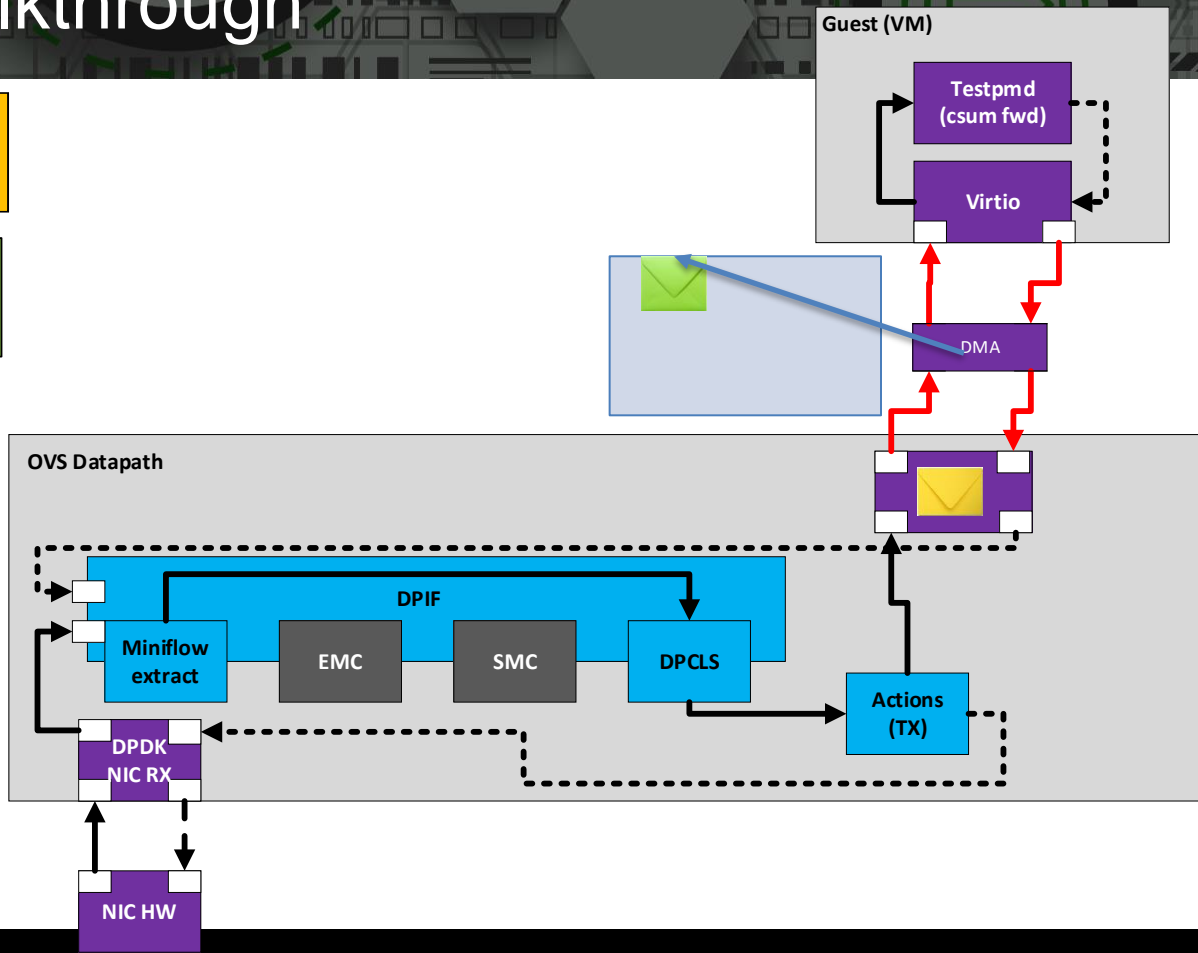 lkthrough
Guest (VM)
Testpmd
(csum fwd)
Virtio
DMA
OVS Datapath
DPIF
Miniflow
extract
EMC
SMC
DPCLS
Actions
(TX)
DPDK
NIC RX
NIC HW